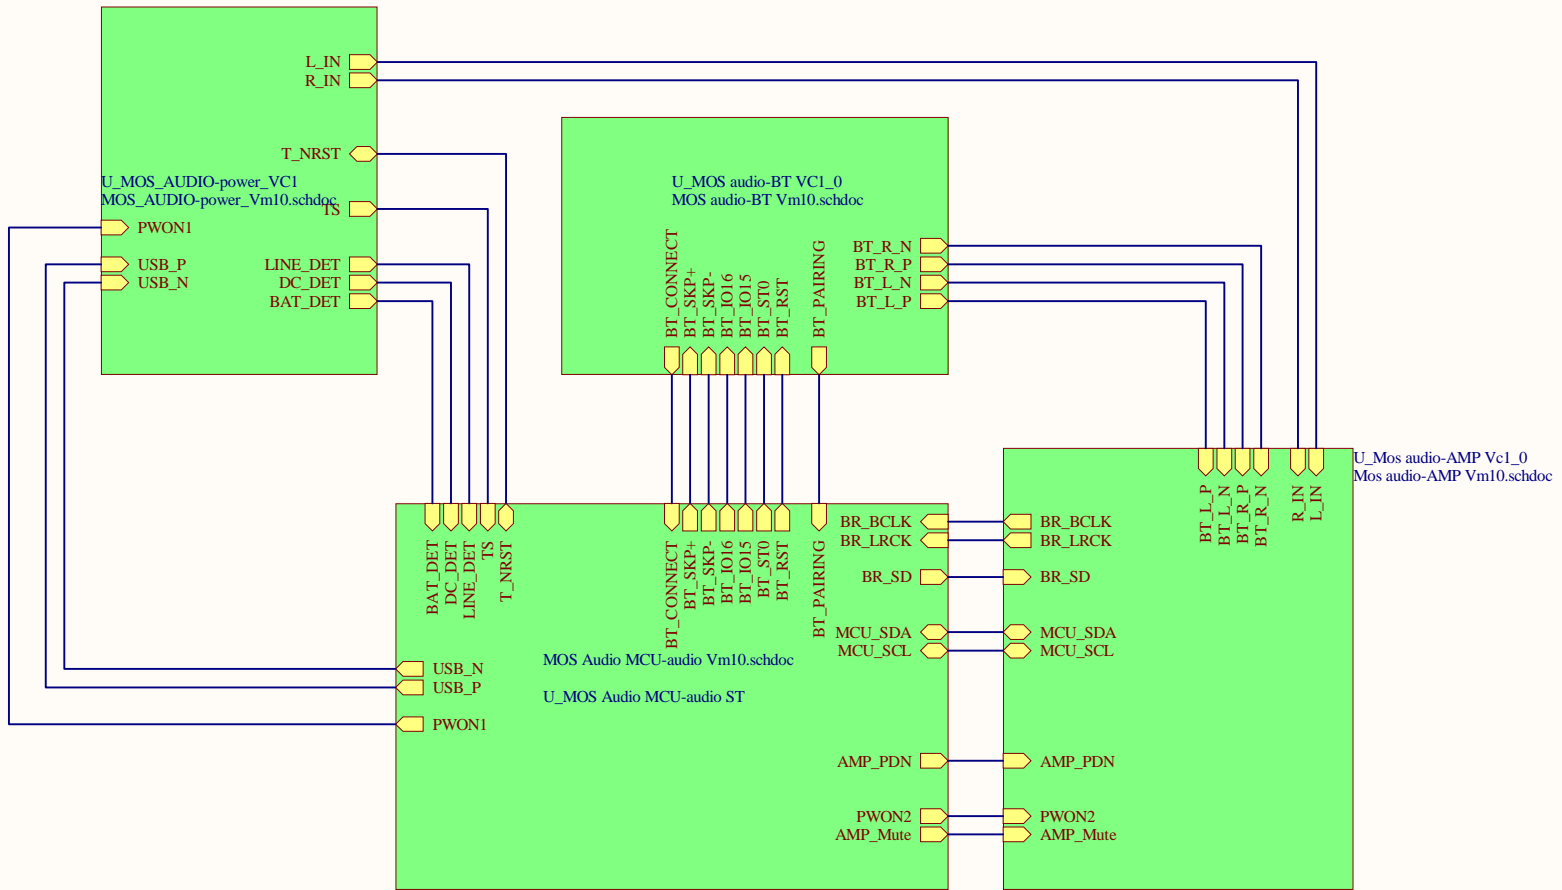 L_IN
R_IN
T_NRST
U_MOS_AUDIO-power_VC1
MOS_AUDIO-power_Vm10.schdoc
TS
PWON1
USB_P
USB_N
LINE_DET
DC_DET
BAT_DET
U_MOS audio-BT VC1_0
MOS audio-BT Vm10.schdoc
BT_CONNECT
BT_SKP+
BT_SKP-
BT_IO16
BT_IO15
BT_ST0
BT_RST
BT_PAIRING
BT_R_N
BT_R_P
BT_L_N
BT_L_P
U_Mos audio-AMP Vc1_0
Mos audio-AMP Vm10.schdoc
BT_L_P
BT_L_N
BT_R_P
BT_R_N
R_IN
L_IN
BAT_DET
DC_DET
LINE_DET
TS
T_NRST
BT_CONNECT
BT_SKP+
BT_SKP-
BT_IO16
BT_IO15
BT_ST0
BT_RST
BT_PAIRING
BR_BCLK
BR_LRCK
BR_SD
MCU_SDA
MCU_SCL
BR_BCLK
BR_LRCK
BR_SD
MCU_SDA
MCU_SCL
MOS Audio MCU-audio Vm10.schdoc
U_MOS Audio MCU-audio ST
USB_N
USB_P
PWON1
AMP_PDN
PWON2
AMP_Mute
AMP_PDN
PWON2
AMP_Mute